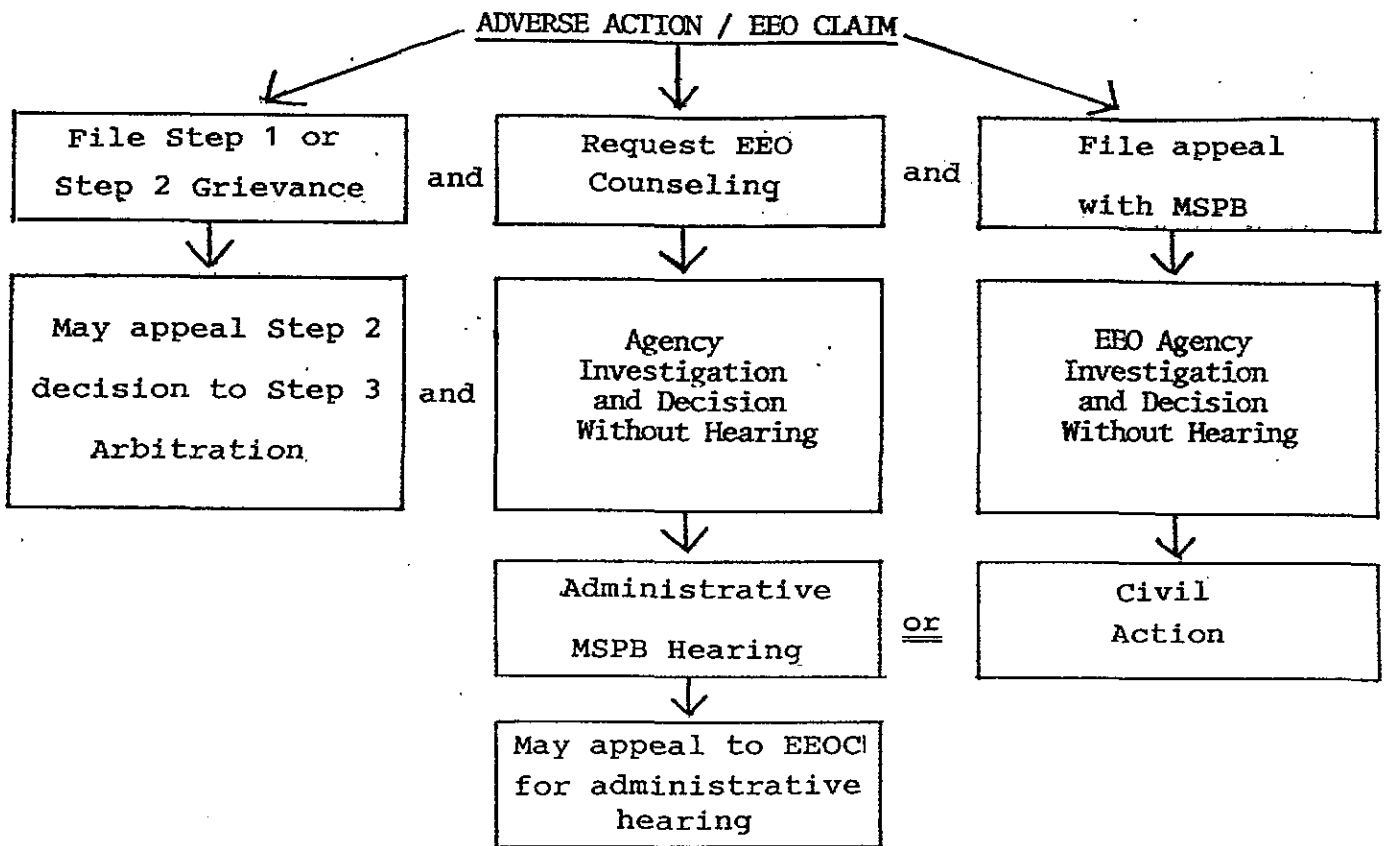 ADVERSE ACTION / EEO CLAIM
File Step 1 or
Step 2 Grievance
and
Request EEO
Counseling
and
File appeal
with MSPB
May appeal Step 2
decision to Step 3
Arbitration
and
Agency
Investigation
and Decision
Without Hearing
EEO Agency
Investigation
and Decision
Without Hearing
Administrative
MSPB Hearing
or
Civil
Action
May appeal to EEOC
for administrative
hearing